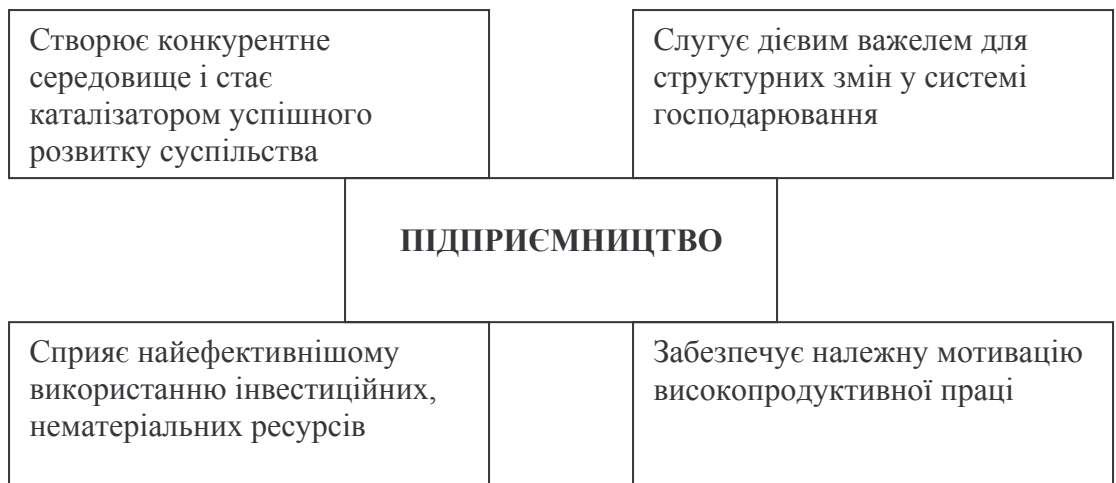 Створює конкурентне
середовище і стає
каталізатором успішного
розвитку суспільства
Слугує дієвим важелем для
структурних змін у системі
господарювання
ПІДПРИЄМНИЦТВО
Сприяє найефективнішому
використанню інвестиційних,
нематеріальних ресурсів
Забезпечує належну мотивацію
високопродуктивної праці